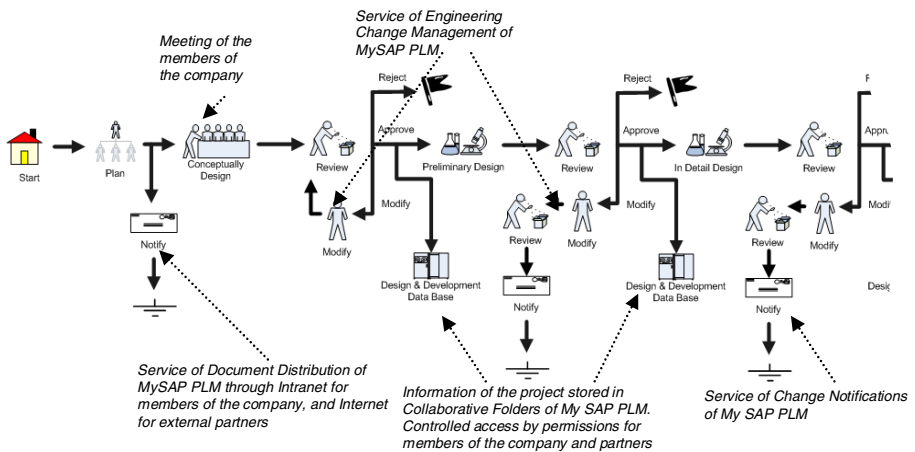 Service of Engineering
Change Management of
MySAP PLM
Meeting of the
members of
the company
Reject
Reject
Approve
Approve
Start
Plan
Conceptually
Design
Review
Preliminary Design
Review
In Detail Design
Review
Modify
Modify
Notify
Modify
Review
Modify
Review
Modify
Design & Development
Data Base
Notify
Design & Development
Data Base
Notify
Service of Document Distribution of
MySAP PLM through Intranet for
members of the company, and Internet
for external partners
Information of the project stored in
Collaborative Folders of My SAP PLM.
Controlled access by permissions for
members of the company and partners
Service of Change Notifications
of My SAP PLM